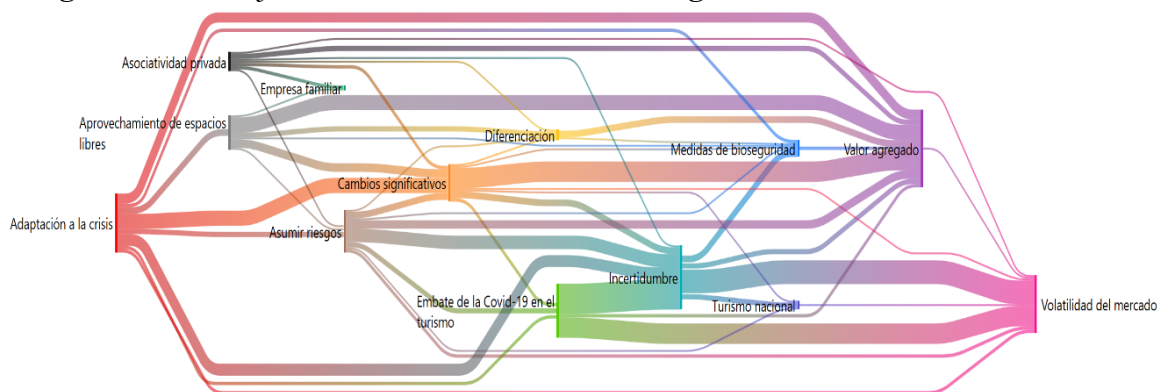 Asociatividad privada
Empresa familiar
Aprovechamiento de espacios
libres
Diferenciación
Medidas de bioseguridad
Valor agregado
Cambios significativos
Adaptación a la crisis
Asumir riesgos
Incertidumbre
Embate de la Covid-19 en el
turismo
Turismo nacional
Volatilidad del mercado